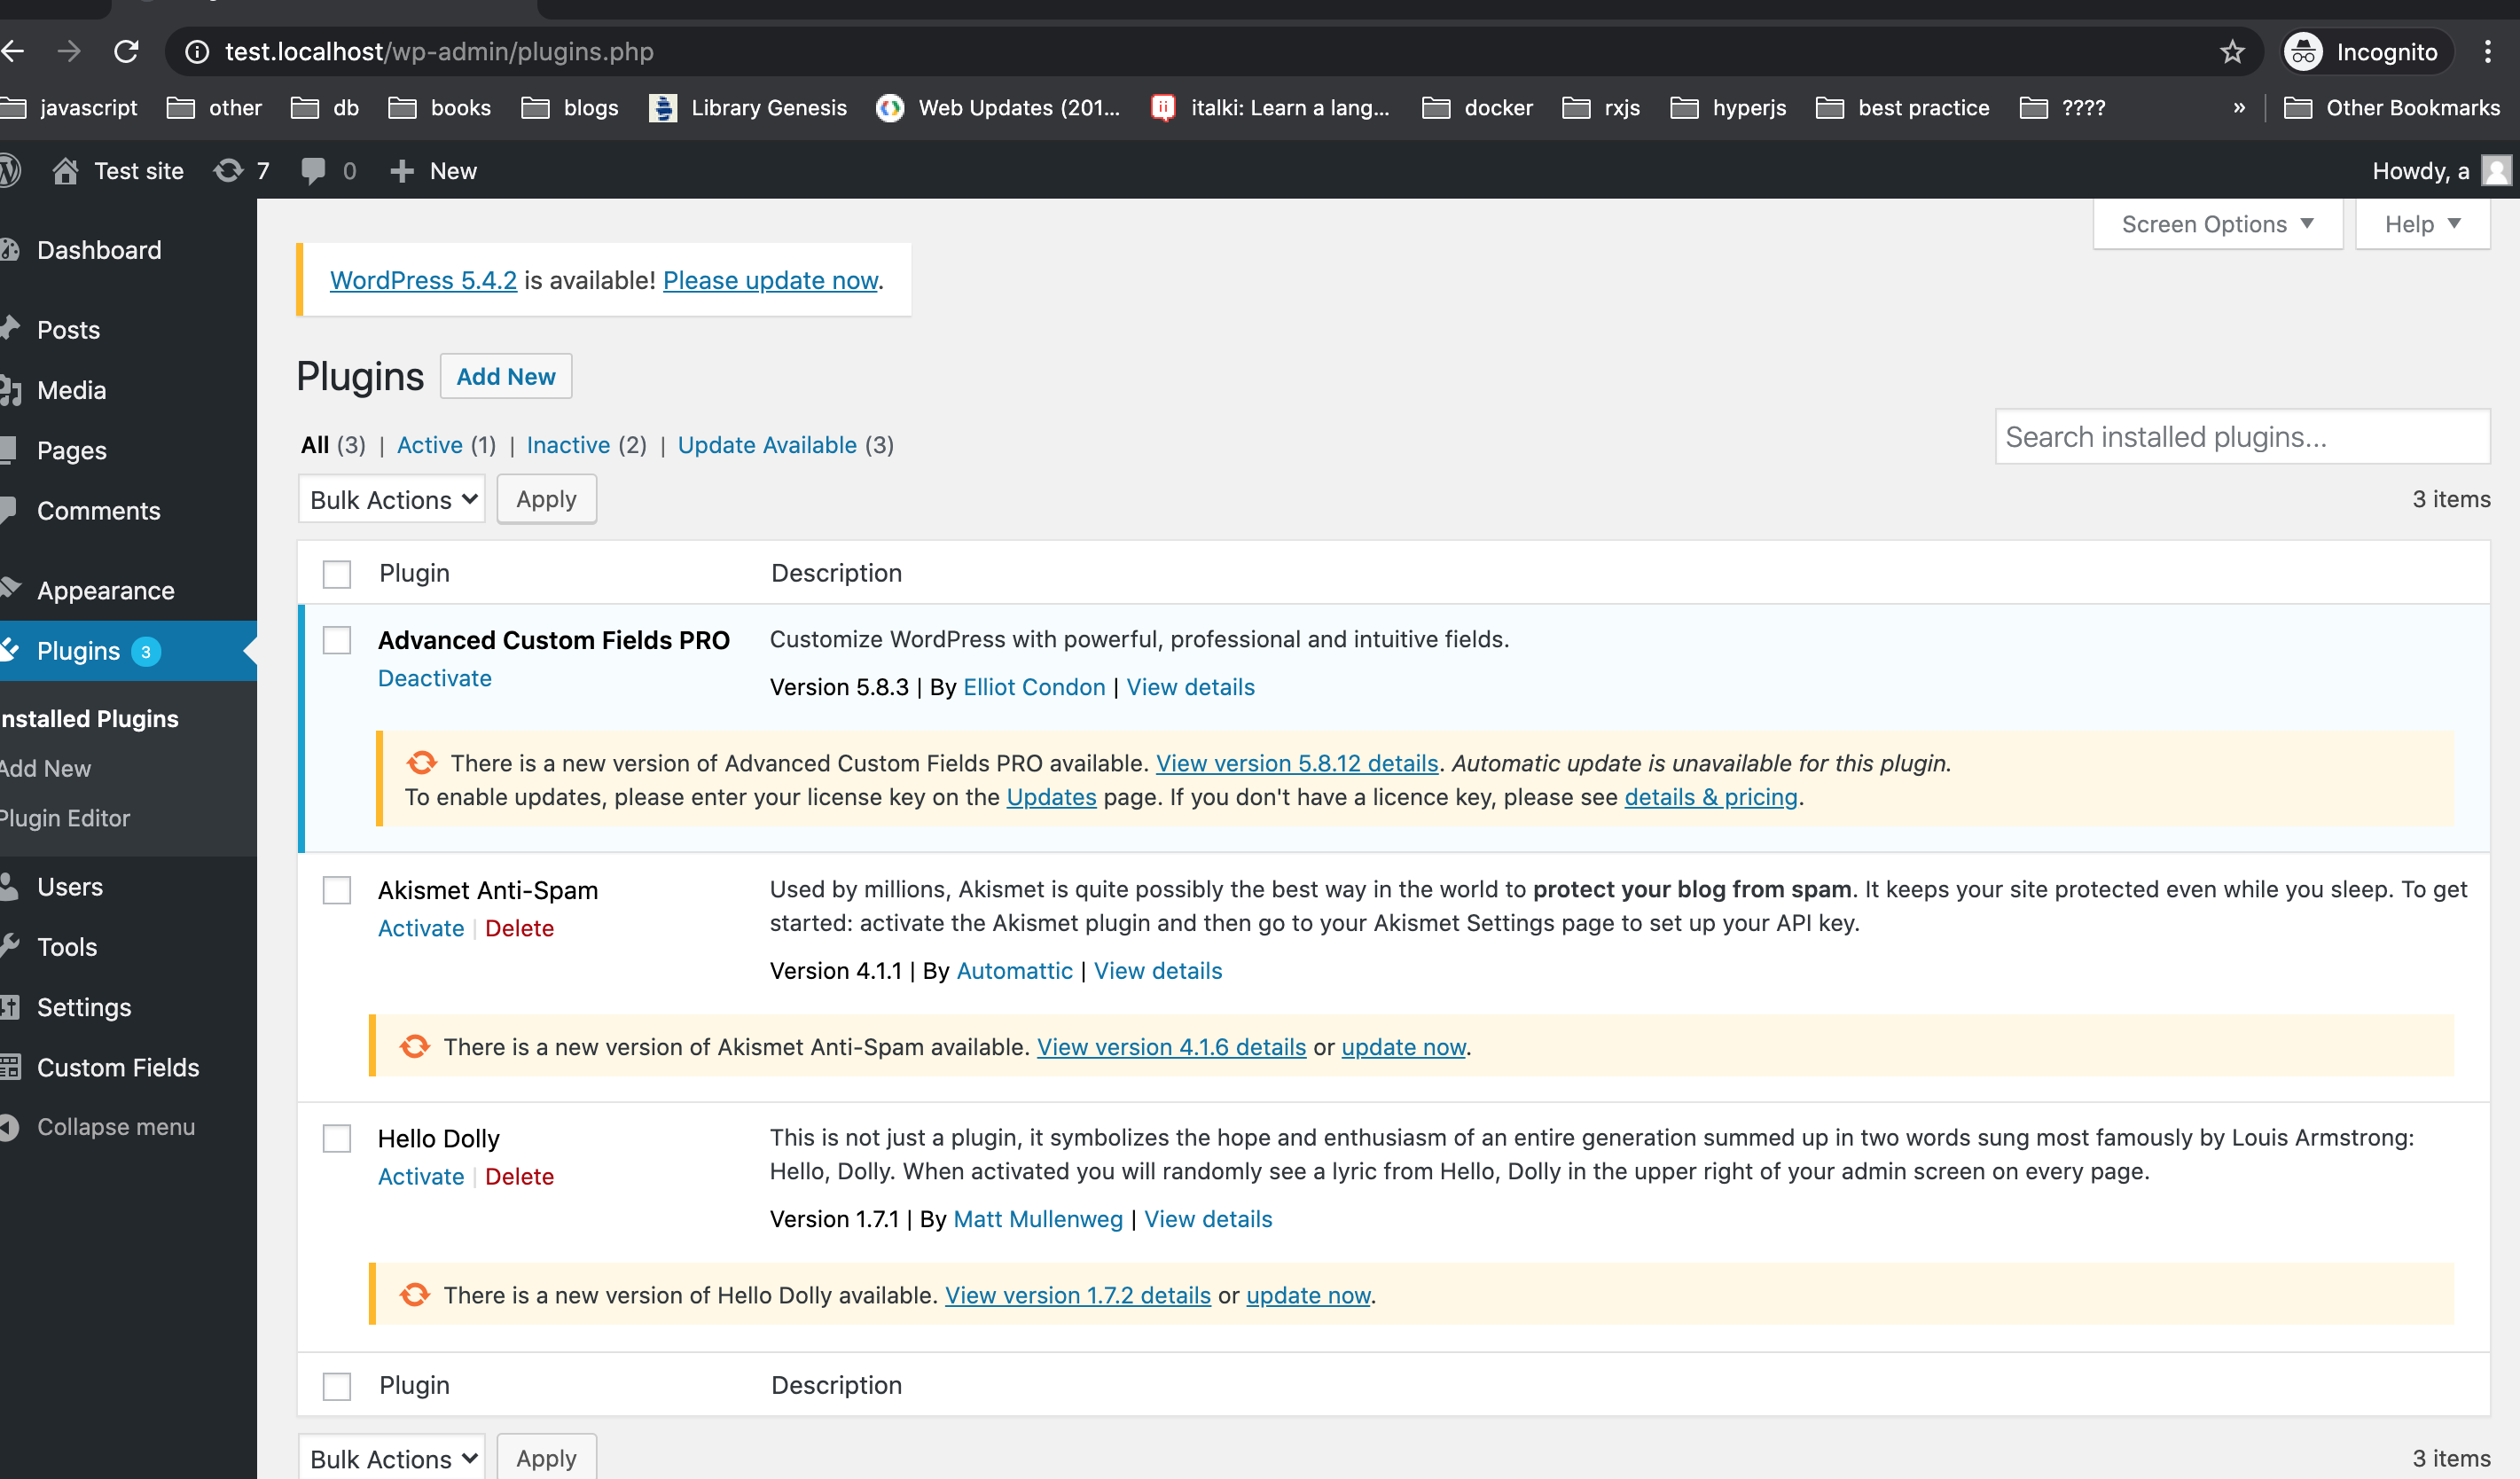 test.localhost/wp-admin/plugins.php
Incognito
javascript other db books blogs Library Genesis Web Updates (201... italki: Learn a lang... docker rxjs hyperjs best practice ???? » Other Bookmarks
Test site 7 0 New Howdy, a
Screen Options Help
Dashboard
Posts
Media
Pages
Comments
Appearance
Plugins 3
nstalled Plugins
Add New
Plugin Editor
Users
Tools
Settings
Custom Fields
Collapse menu
WordPress 5.4.2 is available! Please update now.
Plugins Add New
All (3) | Active (1) | Inactive (2) | Update Available (3)
Search installed plugins...
Bulk Actions Apply
3 items
Plugin Description
Advanced Custom Fields PRO
Deactivate
Customize WordPress with powerful, professional and intuitive fields.
Version 5.8.3 | By Elliot Condon | View details
There is a new version of Advanced Custom Fields PRO available. View version 5.8.12 details. Automatic update is unavailable for this plugin.
To enable updates, please enter your license key on the Updates page. If you don't have a licence key, please see details & pricing.
Akismet Anti-Spam
Activate | Delete
Used by millions, Akismet is quite possibly the best way in the world to protect your blog from spam. It keeps your site protected even while you sleep. To get
started: activate the Akismet plugin and then go to your Akismet Settings page to set up your API key.
Version 4.1.1 | By Automattic | View details
There is a new version of Akismet Anti-Spam available. View version 4.1.6 details or update now.
Hello Dolly
Activate | Delete
This is not just a plugin, it symbolizes the hope and enthusiasm of an entire generation summed up in two words sung most famously by Louis Armstrong:
Hello, Dolly. When activated you will randomly see a lyric from Hello, Dolly in the upper right of your admin screen on every page.
Version 1.7.1 | By Matt Mullenweg | View details
There is a new version of Hello Dolly available. View version 1.7.2 details or update now.
Plugin Description
Bulk Actions Apply
3 items